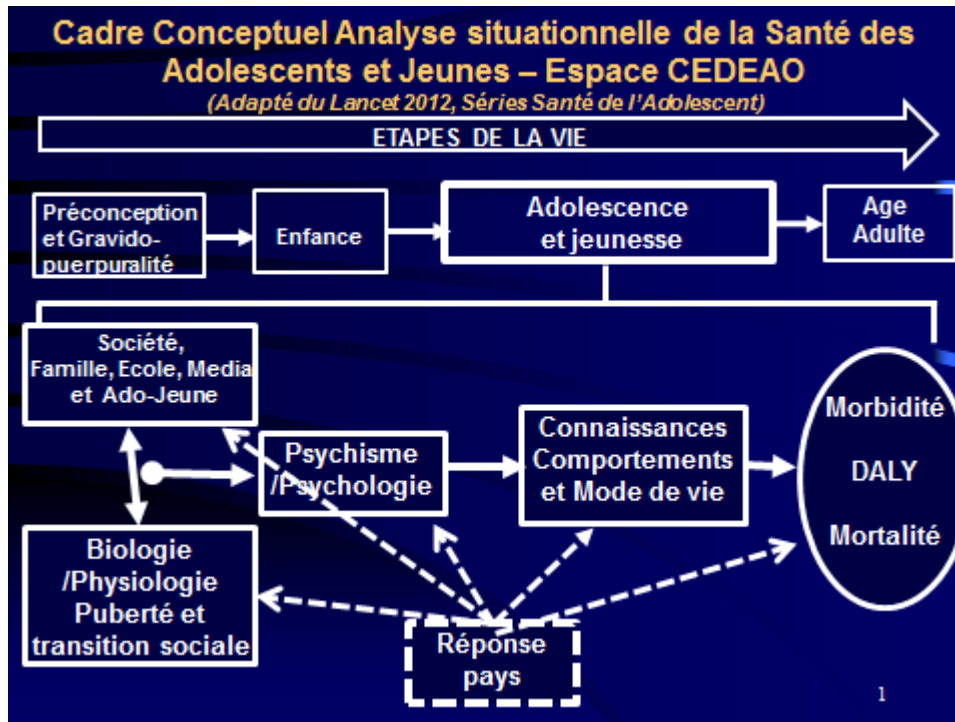 Cadre Conceptuel Analyse situationnelle de la Santé des
Adolescents et Jeunes – Espace CEDEAO
(Adapté du Lancet 2012, Séries Santé de l'Adolescent)
ETAPES DE LA VIE
Préconception
et Gravido-
puerpuralité
Enfance
Adolescence
et jeunesse
Age
Adulte
Société,
Famille, Ecole, Media
et Ado-Jeune
Psychisme
/Psychologie
Connaissances
Comportements
et Mode de vie
Morbidité
DALY
Mortalité
Biologie
/Physiologie
Puberté et
transition sociale
Réponse
pays
1